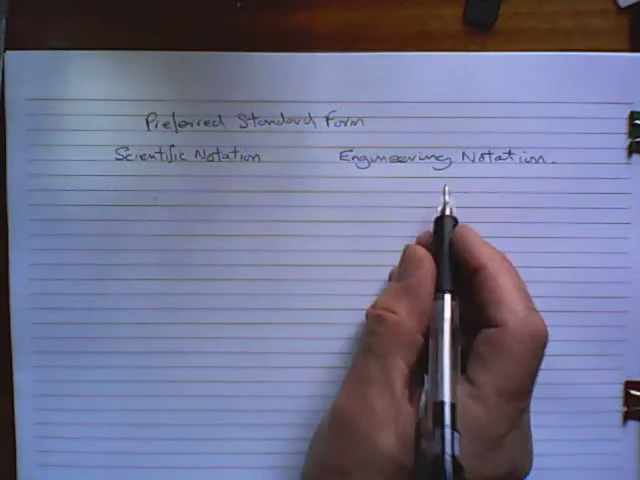 Preferred Standard Form
Scientific Notation Engineering Notation.